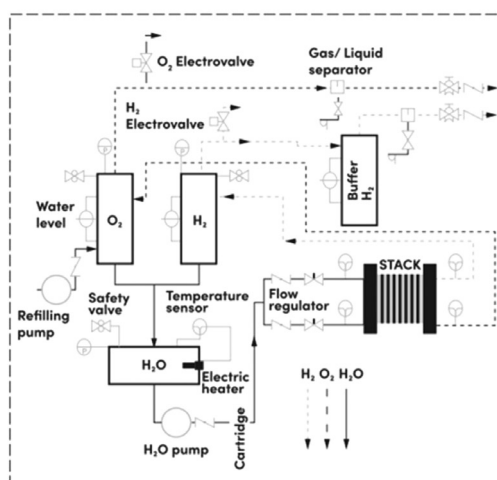 O₂ Electrovalve
Gas/ Liquid
separator
H₂
Electrovalve
Water
level
O₂
H₂
Buffer
H₂
Refilling
pump
Safety
valve
Temperature
sensor
Flow
regulator
STACK
H₂O
Electric
heater
H₂ O₂ H₂O
H₂O pump
Cartridge